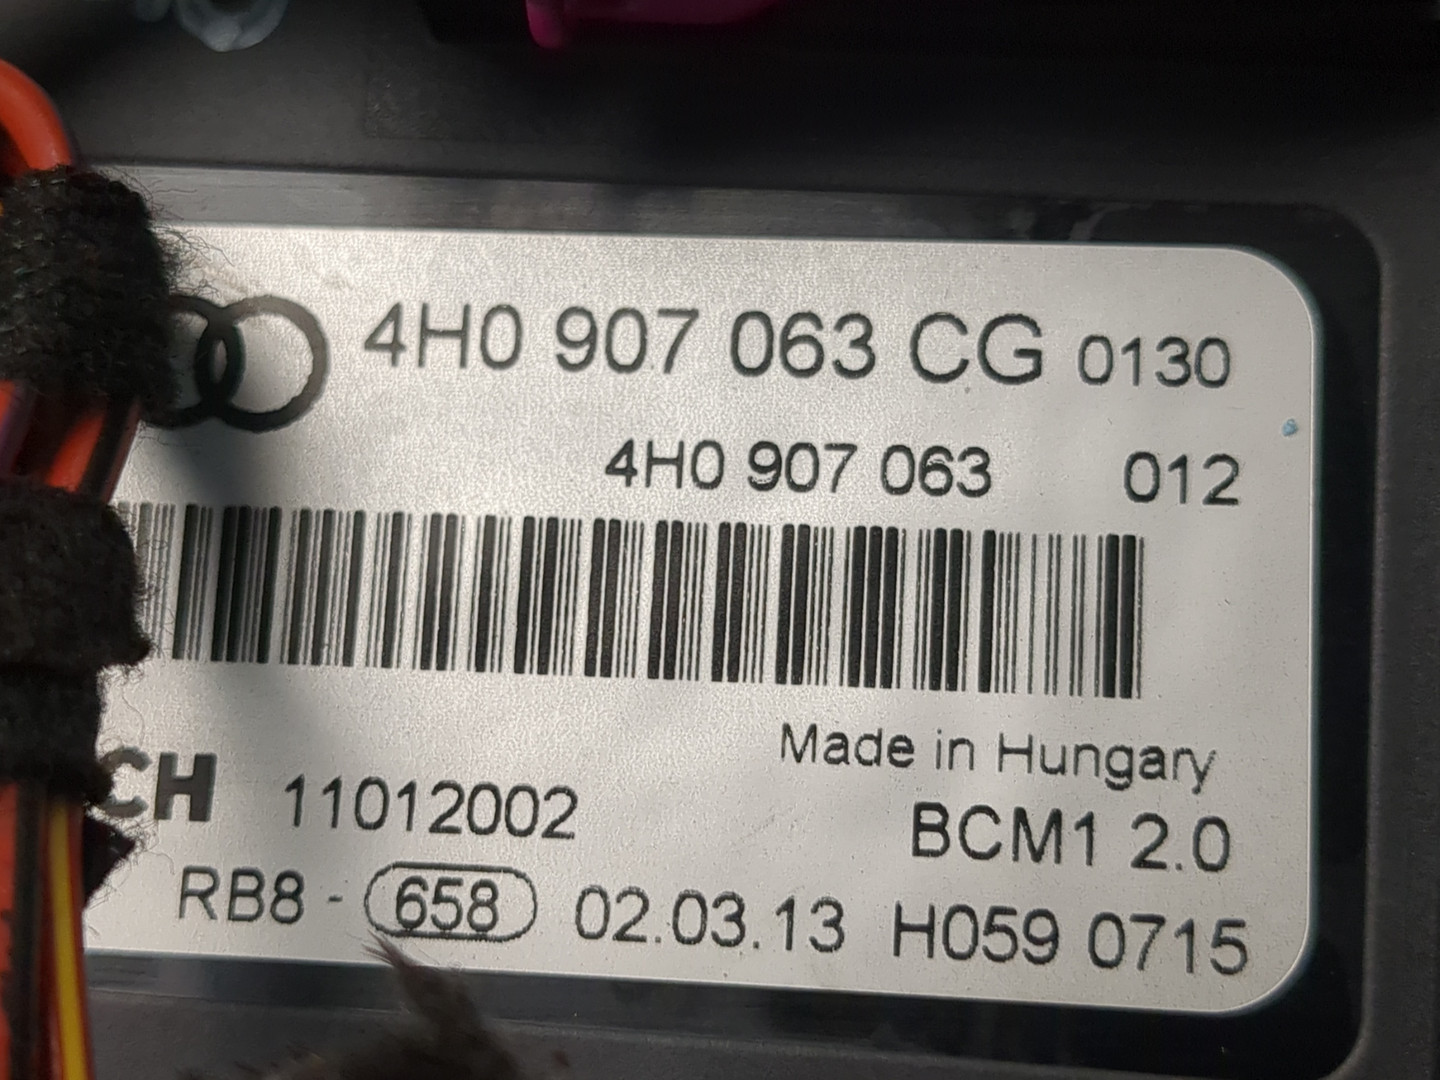 4H0 907 063 CG 0130
4H0 907 063 012
Made in Hungary
CH 11012002
BCM1 2.0
RB8 - 658 02.03.13 H059 0715